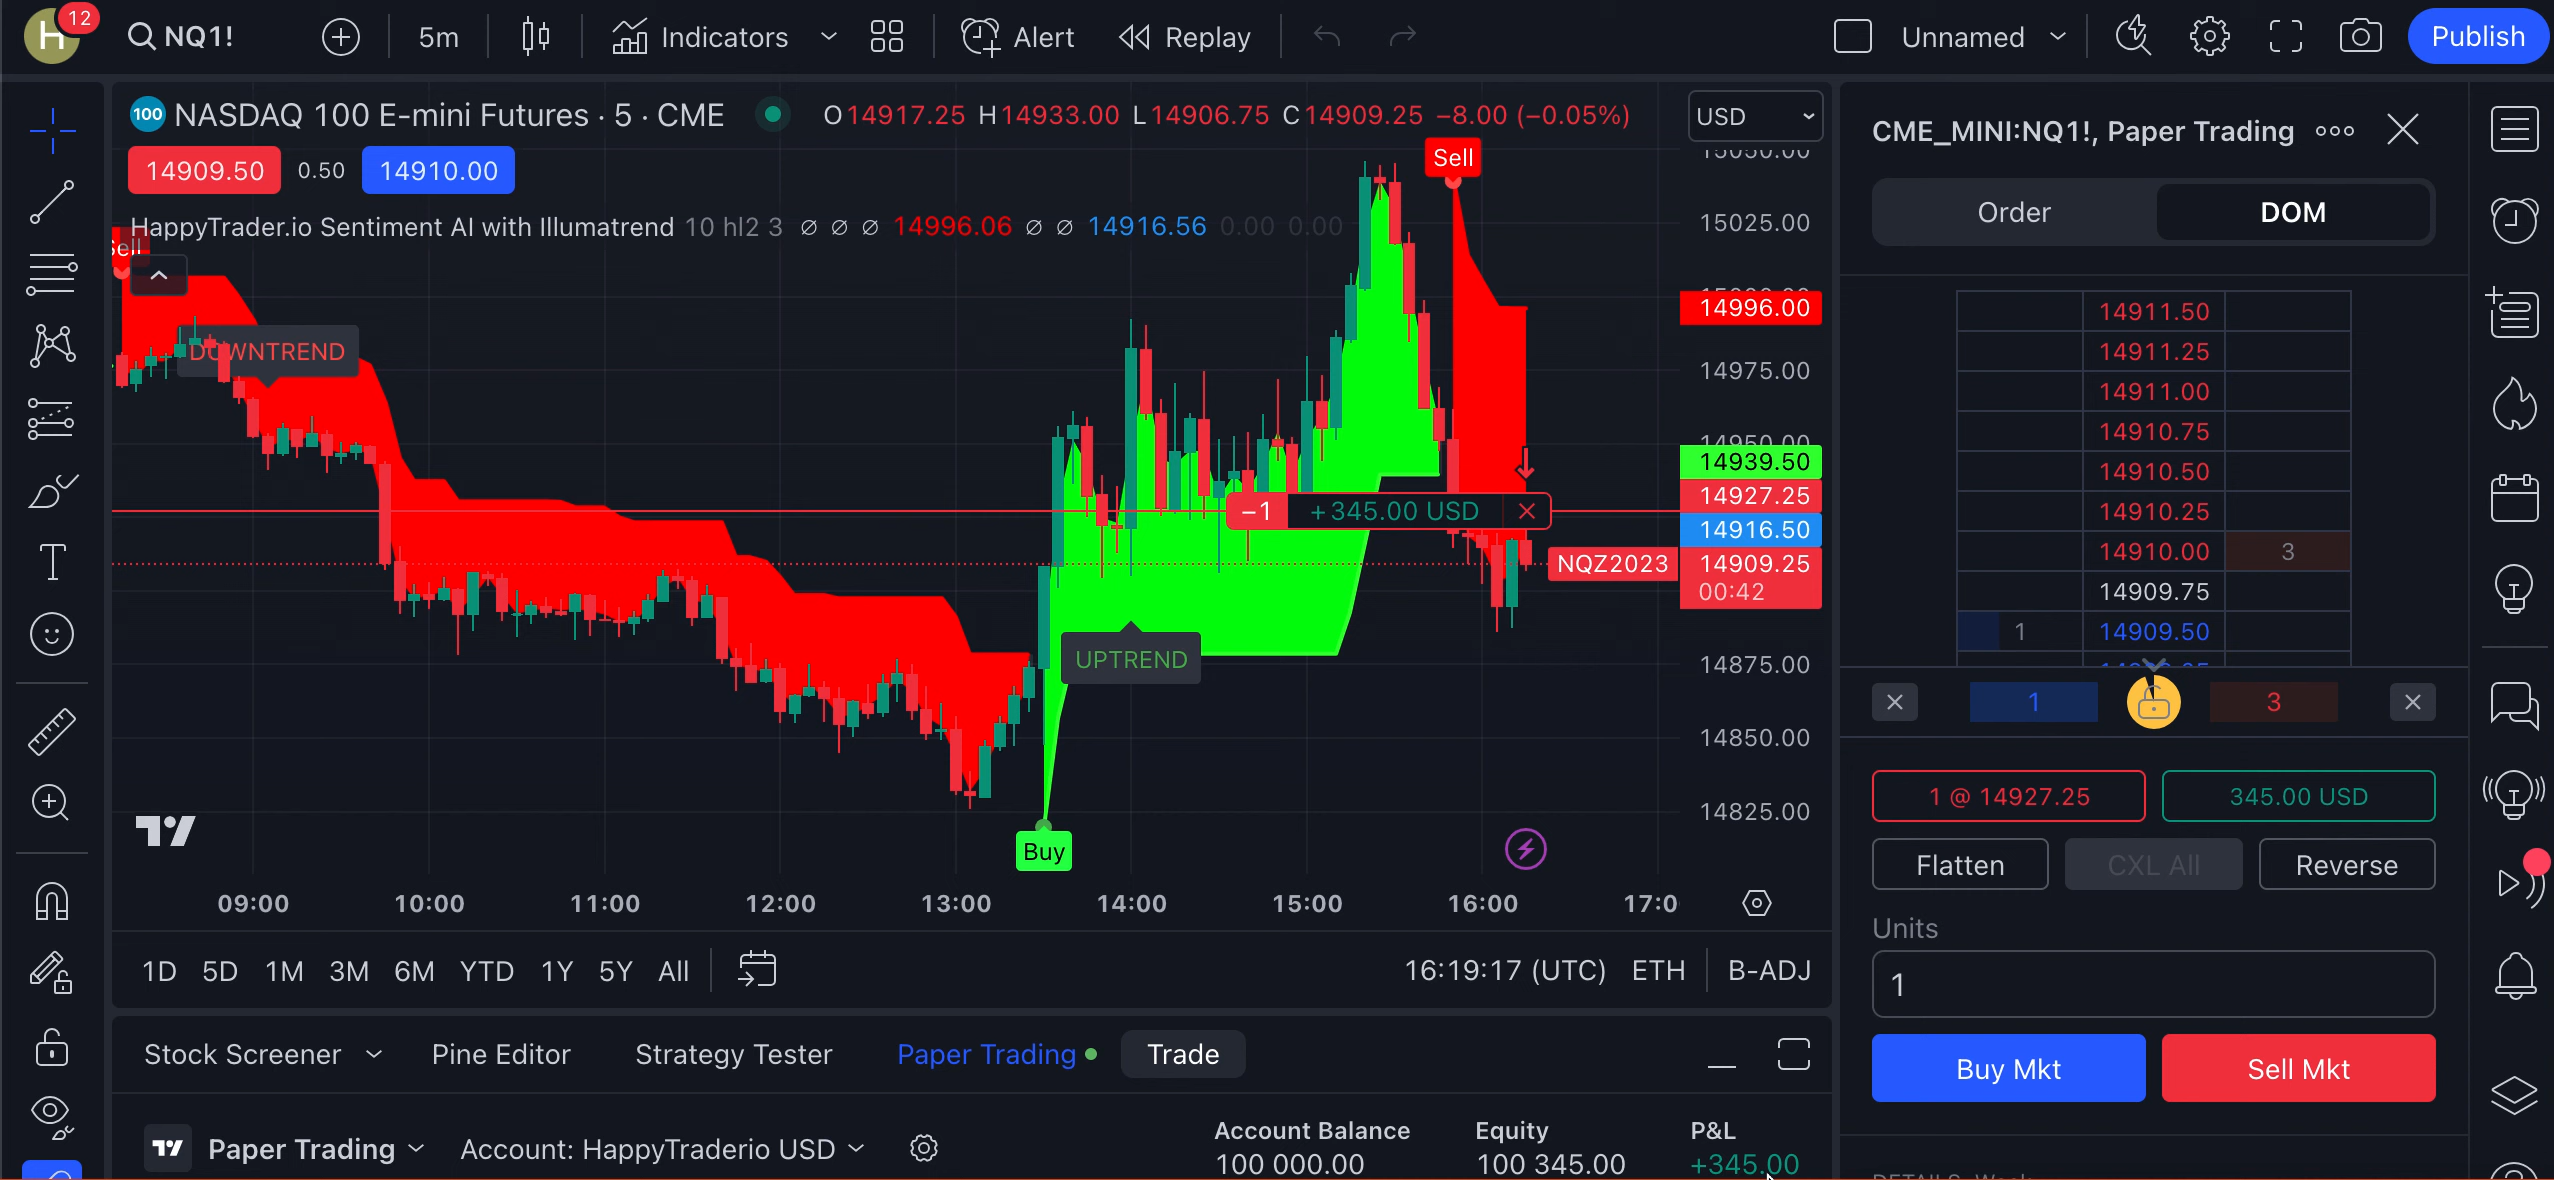 H 12 NQ1! 5m Indicators Alert Replay Unnamed Publish
100 NASDAQ 100 E-mini Futures · 5 · CME O14917.25 H14933.00 L14906.75 C14909.25 −8.00 (−0.05%)
USD
14909.50 0.50 14910.00
HappyTrader.io Sentiment AI with Illumatrend 10 hl2 3 ∅ ∅ ∅ 14996.06 ∅ ∅ 14916.56 0.00 0.00
Sell
Sell
DOWNTREND
UPTREND
Buy
−1 +345.00 USD
NQZ2023
15050.00
15025.00
14996.00
14975.00
14950.00
14939.50
14927.25
14916.50
14909.25
00:42
14875.00
14850.00
14825.00
09:00 10:00 11:00 12:00 13:00 14:00 15:00 16:00 17:0
1D 5D 1M 3M 6M YTD 1Y 5Y All 16:19:17 (UTC) ETH B-ADJ
Stock Screener Pine Editor Strategy Tester Paper Trading Trade
Paper Trading Account: HappyTraderio USD
Account Balance Equity P&L
100 000.00 100 345.00 +345.00
CME_MINI:NQ1!, Paper Trading
Order DOM
14911.50
14911.25
14911.00
14910.75
14910.50
14910.25
14910.00 3
14909.75
1 14909.50
1 3
1 @ 14927.25 345.00 USD
Flatten CXL All Reverse
Units
1
Buy Mkt Sell Mkt